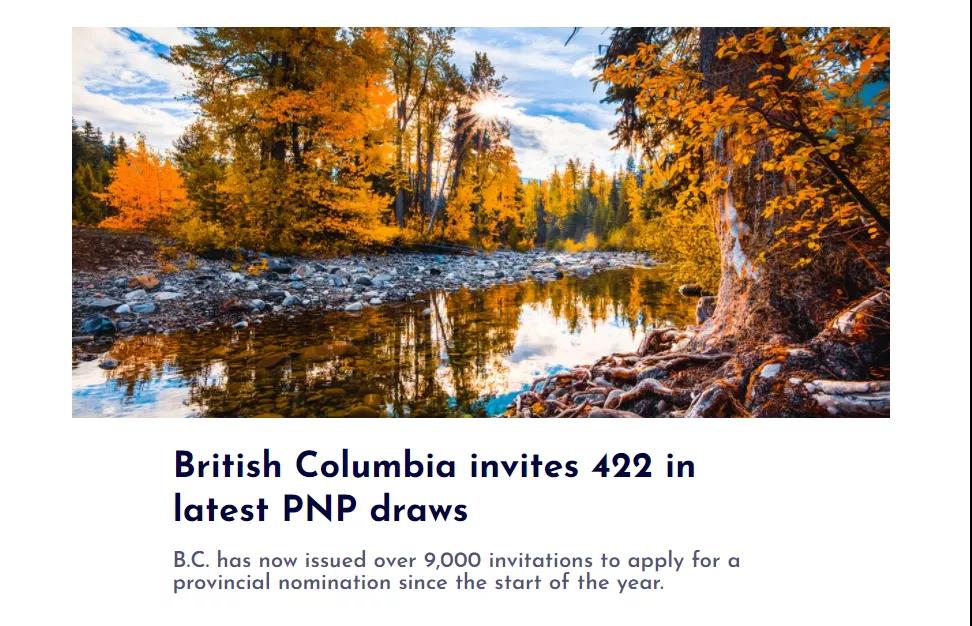 British Columbia invites 422 in
latest PNP draws
B.C. has now issued over 9,000 invitations to apply for a
provincial nomination since the start of the year.